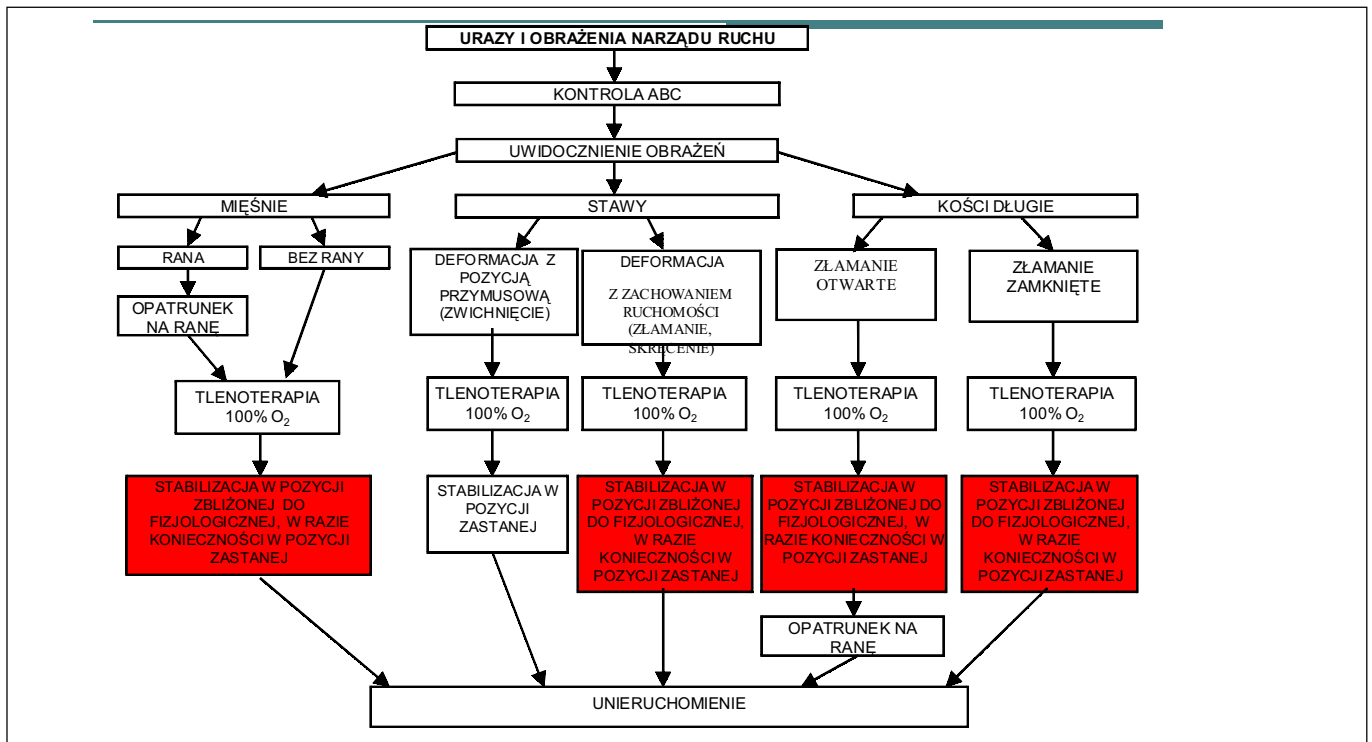 URAZY I OBRAŻENIA NARZĄDU RUCHU
KONTROLA ABC
UWIDOCZNIENIE OBRAŻEŃ
MIĘŚNIE
STAWY
KOŚCI DŁUGIE
RANA
BEZ RANY
DEFORMACJA Z
POZYCJĄ
PRZYMUSOWĄ
(ZWICHNIĘCIE)
DEFORMACJA
Z ZACHOWANIEM
RUCHOMOŚCI
(ZŁAMANIE,
SKRĘCENIE)
ZŁAMANIE
OTWARTE
ZŁAMANIE
ZAMKNIĘTE
OPATRUNEK
NA RANĘ
TLENOTERAPIA
100% O₂
TLENOTERAPIA
100% O₂
TLENOTERAPIA
100% O₂
TLENOTERAPIA
100% O₂
TLENOTERAPIA
100% O₂
STABILIZACJA W POZYCJI
ZBLIŻONEJ DO
FIZJOLOGICZNEJ, W RAZIE
KONIECZNOŚCI W POZYCJI
ZASTANEJ
STABILIZACJA W
POZYCJI
ZASTANEJ
STABILIZACJA W
POZYCJI ZBLIŻONEJ
DO FIZJOLOGICZNEJ,
W RAZIE
KONIECZNOŚCI W
POZYCJI ZASTANEJ
STABILIZACJA W
POZYCJI ZBLIŻONEJ DO
FIZJOLOGICZNEJ, W
RAZIE KONIECZNOŚCI W
POZYCJI ZASTANEJ
STABILIZACJA W
POZYCJI ZBLIŻONEJ
DO FIZJOLOGICZNEJ,
W RAZIE
KONIECZNOŚCI W
POZYCJI ZASTANEJ
OPATRUNEK NA
RANĘ
UNIERUCHOMIENIE